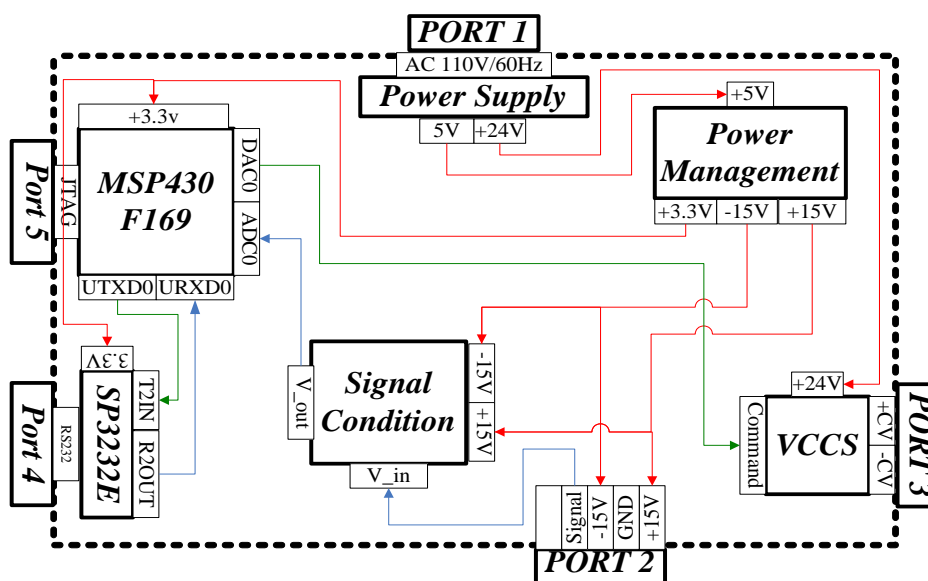 PORT 1
AC 110V/60Hz
Power Supply
5V
+24V
+5V
Power
Management
+3.3V
-15V
+15V
+3.3v
MSP430
F169
DAC0
ADC0
JTAG
Port 5
UTXD0
URXD0
3.3V
SP3232E
T2IN
R2OUT
RS232
Port 4
Signal
Condition
V_out
V_in
-15V
+15V
Signal
-15V
GND
+15V
PORT 2
+24V
Command
VCCS
+CV
-CV
PORT 3